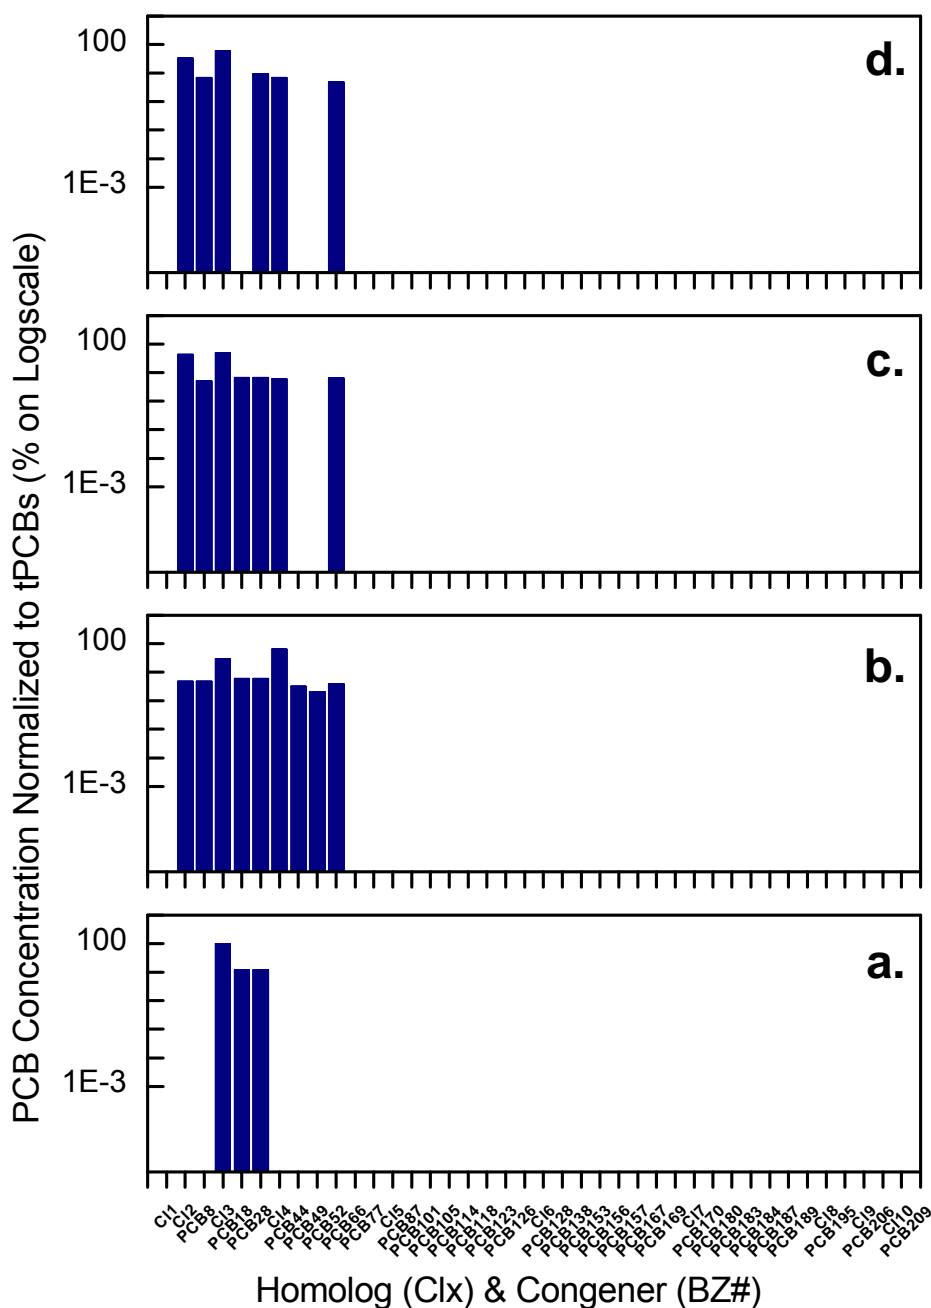 PCB Concentration Normalized to tPCBs (% on Logscale)
100
1E-3
d.
100
1E-3
c.
100
1E-3
b.
100
1E-3
a.
Cl1
Cl2
PCB8
Cl3
PCB18
PCB28
Cl4
PCB44
PCB49
PCB52
PCB66
PCB77
Cl5
PCB87
PCB101
PCB105
PCB114
PCB118
PCB123
PCB126
Cl6
PCB128
PCB138
PCB153
PCB156
PCB157
PCB167
PCB169
Cl7
PCB170
PCB180
PCB183
PCB184
PCB187
PCB189
Cl8
PCB195
Cl9
PCB206
Cl10
PCB209
Homolog (Clx) & Congener (BZ#)